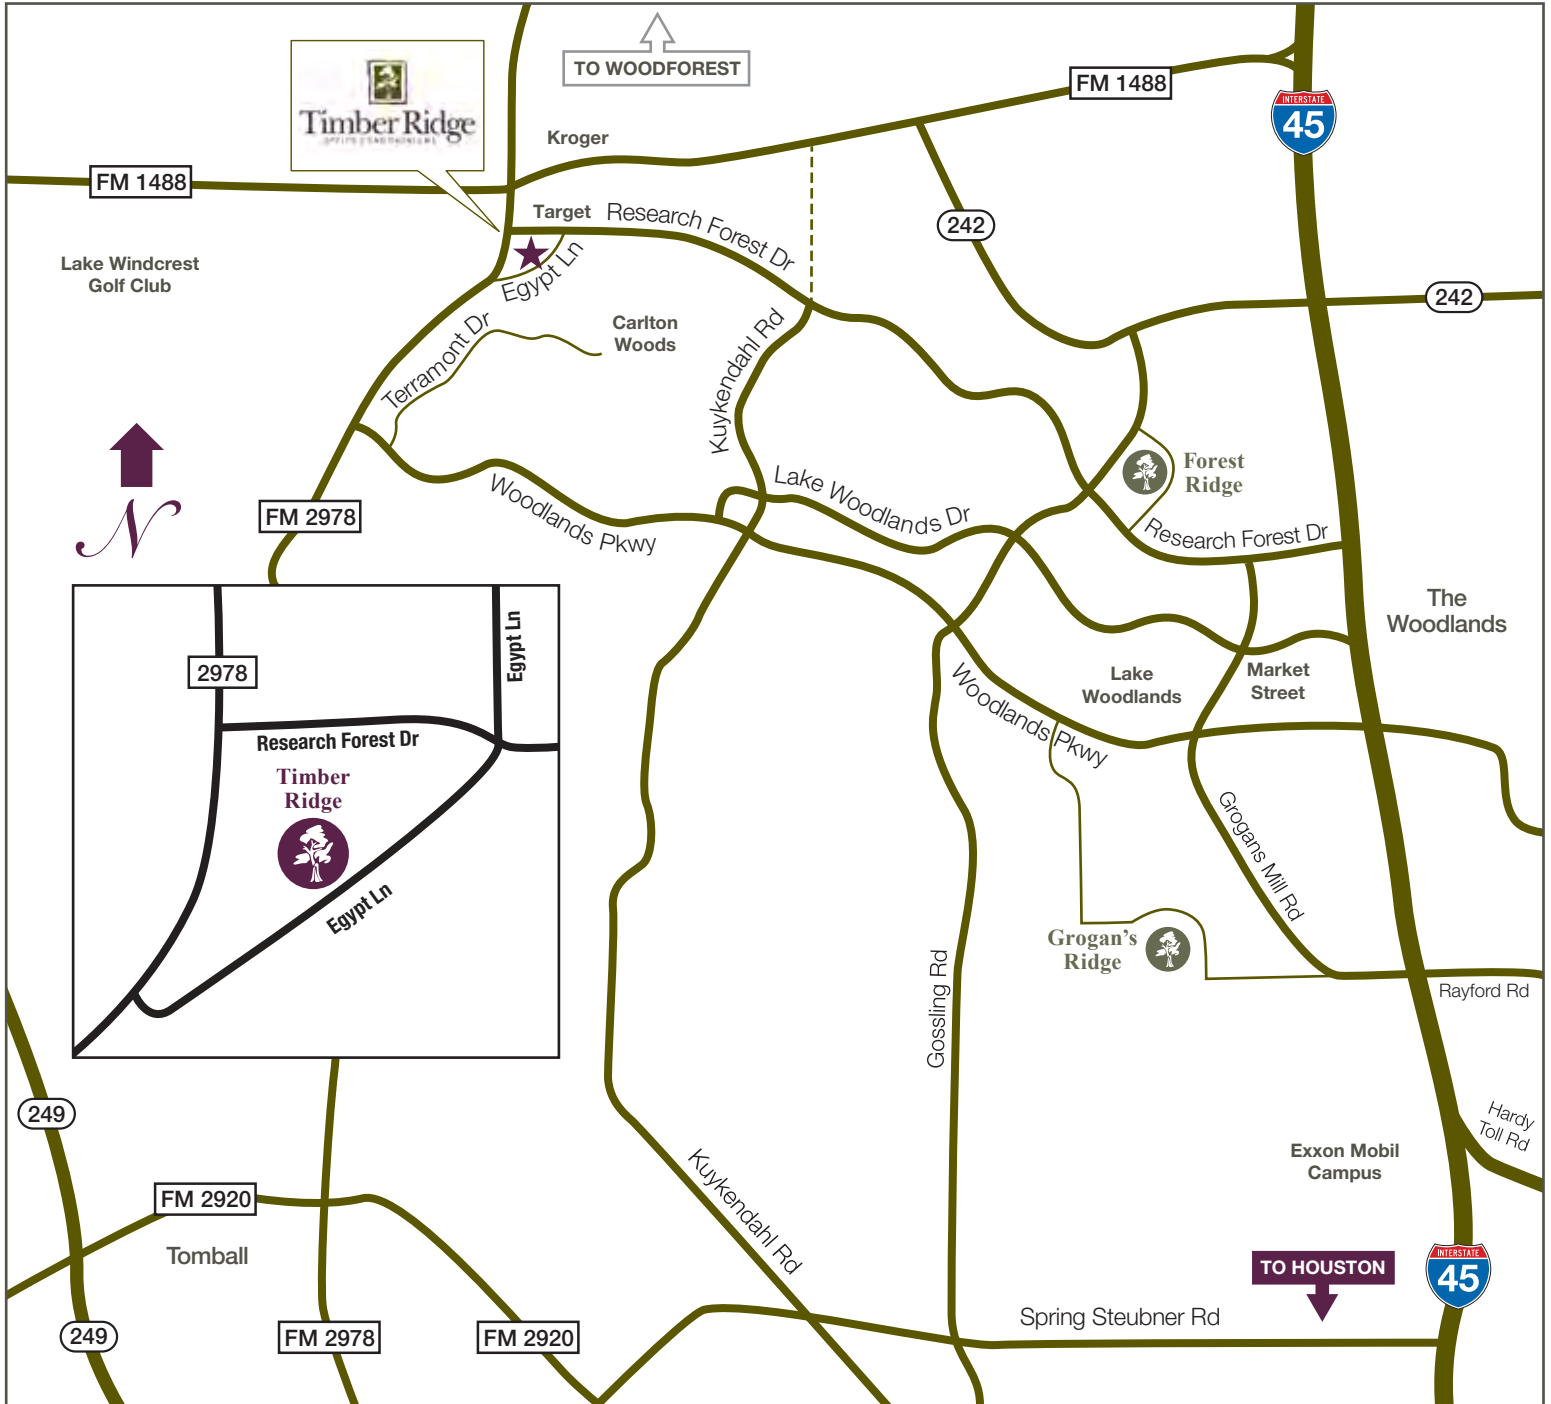 TO WOODFOREST
FM 1488
INTERSTATE
45
Timber Ridge
Kroger
FM 1488
Target
Research Forest Dr
242
Egypt Ln
Lake Windcrest
Golf Club
242
Terramont Dr
Carlton
Woods
Kuykendahl Rd
Forest
Ridge
Lake Woodlands Dr
Woodlands Pkwy
FM 2978
N
Research Forest Dr
The
Woodlands
Egypt Ln
2978
Lake
Woodlands
Market
Street
Woodlands Pkwy
Research Forest Dr
Timber
Ridge
Egypt Ln
Grogans Mill Rd
Grogan's
Ridge
Gossling Rd
Rayford Rd
249
Hardy
Toll Rd
Exxon Mobil
Campus
Kuykendahl Rd
FM 2920
Tomball
TO HOUSTON
INTERSTATE
45
Spring Steubner Rd
249
FM 2978
FM 2920